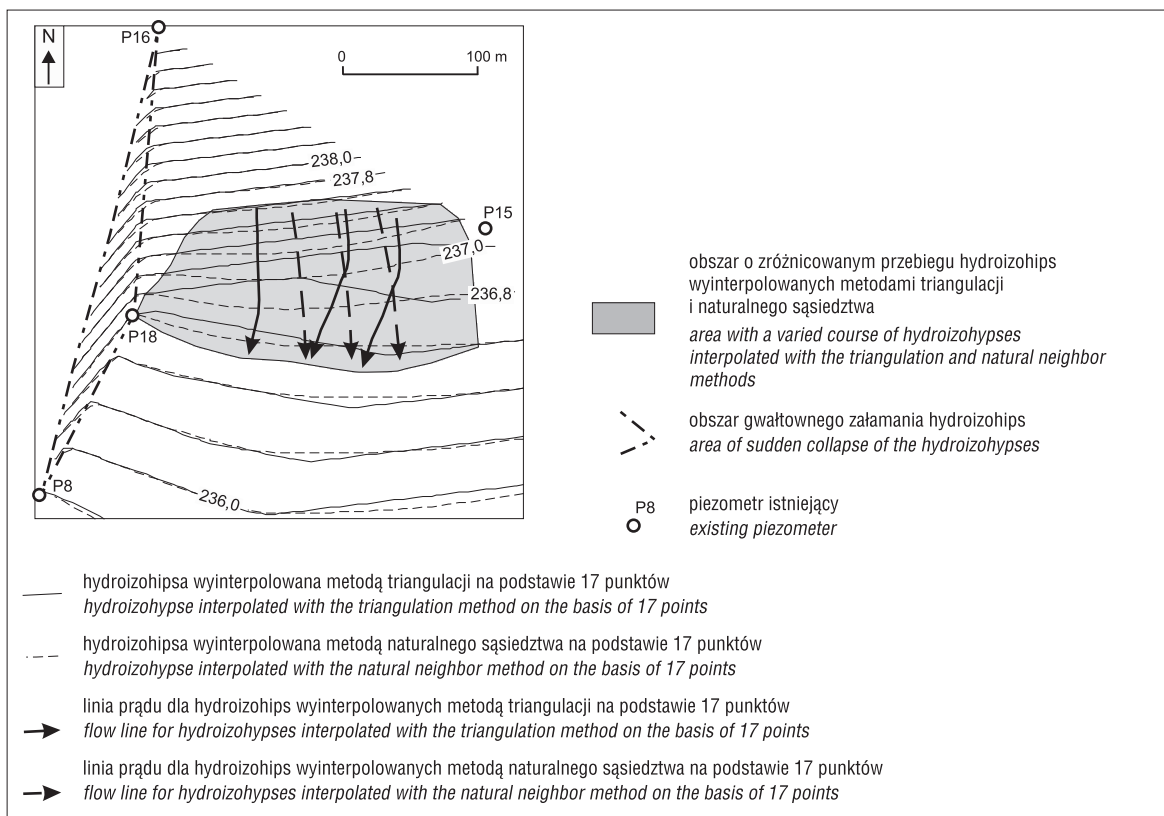 N
P16
0 100 m
238,0
237,8
P15
237,0
236,8
P18
P8
236,0
obszar o zróżnicowanym przebiegu hydroizohips
wyinterpolowanych metodami triangulacji
i naturalnego sąsiedztwa
area with a varied course of hydroizohypses
interpolated with the triangulation and natural neighbor
methods
obszar gwałtownego załamania hydroizohips
area of sudden collapse of the hydroizohypses
P8
piezometr istniejący
existing piezometer
hydroizohipsa wyinterpolowana metodą triangulacji na podstawie 17 punktów
hydroizohypse interpolated with the triangulation method on the basis of 17 points
hydroizohipsa wyinterpolowana metodą naturalnego sąsiedztwa na podstawie 17 punktów
hydroizohypse interpolated with the natural neighbor method on the basis of 17 points
linia prądu dla hydroizohips wyinterpolowanych metodą triangulacji na podstawie 17 punktów
flow line for hydroizohypses interpolated with the triangulation method on the basis of 17 points
linia prądu dla hydroizohips wyinterpolowanych metodą naturalnego sąsiedztwa na podstawie 17 punktów
flow line for hydroizohypses interpolated with the natural neighbor method on the basis of 17 points